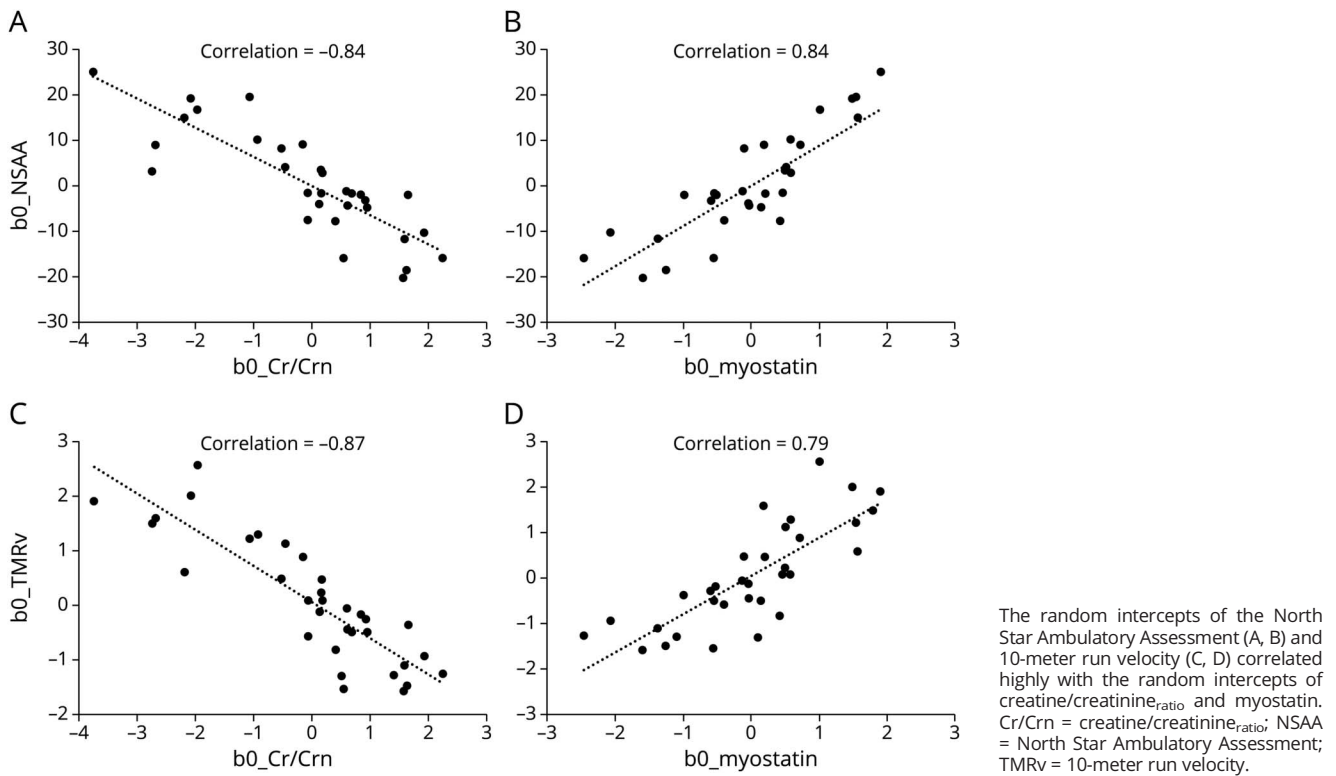 A
Correlation = –0.84
b0_NSAA
30
20
10
0
–10
–20
–30
–4 –3 –2 –1 0 1 2 3
b0_Cr/Crn
B
Correlation = 0.84
30
20
10
0
–10
–20
–30
–3 –2 –1 0 1 2 3
b0_myostatin
C
Correlation = –0.87
b0_TMRv
3
2
1
0
–1
–2
–4 –3 –2 –1 0 1 2 3
b0_Cr/Crn
D
Correlation = 0.79
3
2
1
0
–1
–2
–3
–3 –2 –1 0 1 2 3
b0_myostatin
The random intercepts of the North
Star Ambulatory Assessment (A, B) and
10-meter run velocity (C, D) correlated
highly with the random intercepts of
creatine/creatinine_ratio and myostatin.
Cr/Crn = creatine/creatinine_ratio; NSAA
= North Star Ambulatory Assessment;
TMRv = 10-meter run velocity.